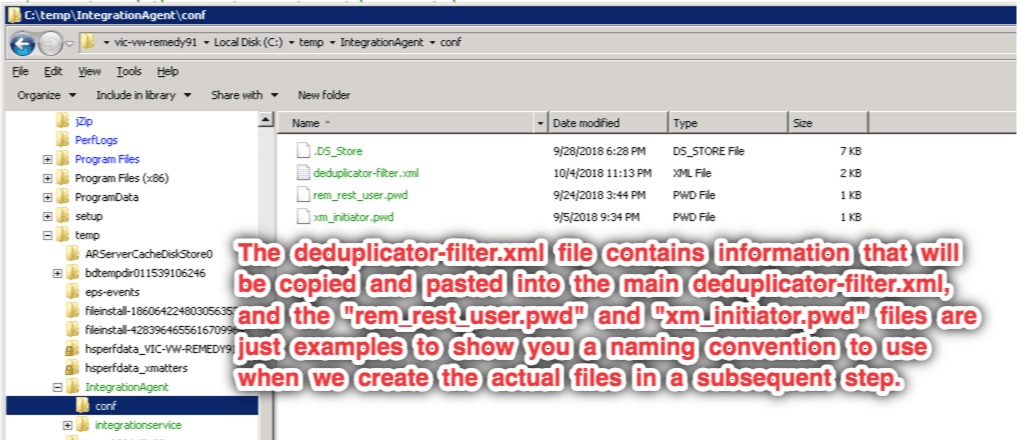 C:\temp\IntegrationAgent\conf
vic-vw-remedy91 Local Disk (C:) temp IntegrationAgent conf
File Edit View Tools Help
Organize Include in library Share with New folder
jZip
PerfLogs
Program Files
Program Files (x86)
ProgramData
setup
temp
ARServerCacheDiskStore0
bdtempdir011539106246
eps-events
hsperfdata_VIC-VW-REMEDY91
hsperfdata_xmatters
IntegrationAgent
conf
integrationservice
Name Date modified Type Size
.DS_Store 9/28/2018 6:28 PM DS_STORE File 7 KB
deduplicator-filter.xml 10/4/2018 11:13 PM XML File 2 KB
rem_rest_user.pwd 9/24/2018 3:44 PM PWD File 1 KB
xm_initiator.pwd 9/5/2018 9:34 PM PWD File 1 KB
The deduplicator-filter.xml file contains information that will
be copied and pasted into the main deduplicator-filter.xml,
and the "rem_rest_user.pwd" and "xm_initiator.pwd" files are
just examples to show you a naming convention to use
when we create the actual files in a subsequent step.